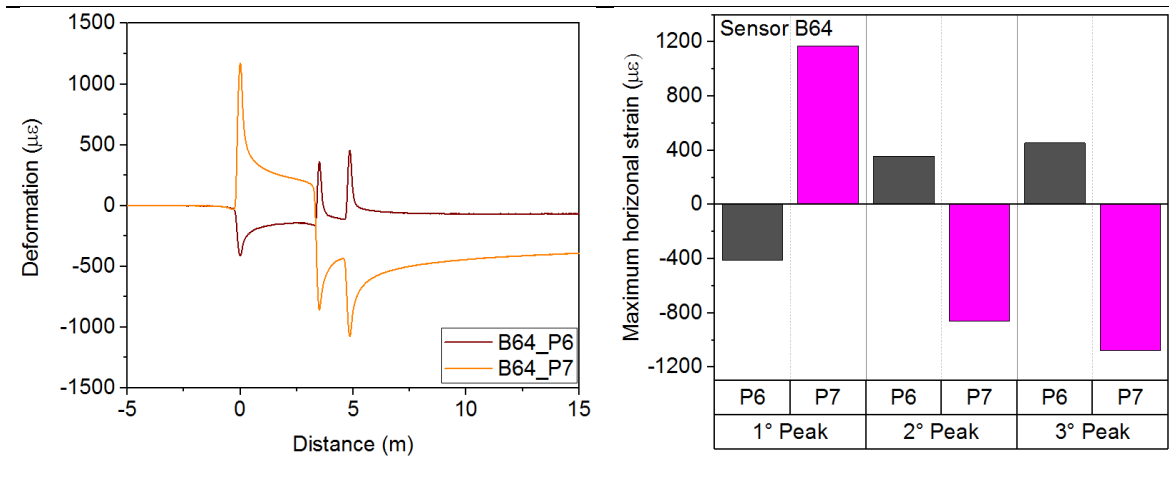 1500
1000
500
0
-500
-1000
-1500
Deformation (με)
B64_P6
B64_P7
-5 0 5 10 15
Distance (m)
Sensor B64
1200
800
400
0
-400
-800
-1200
Maximum horizonal strain (με)
P6 P7 P6 P7 P6 P7
1° Peak 2° Peak 3° Peak